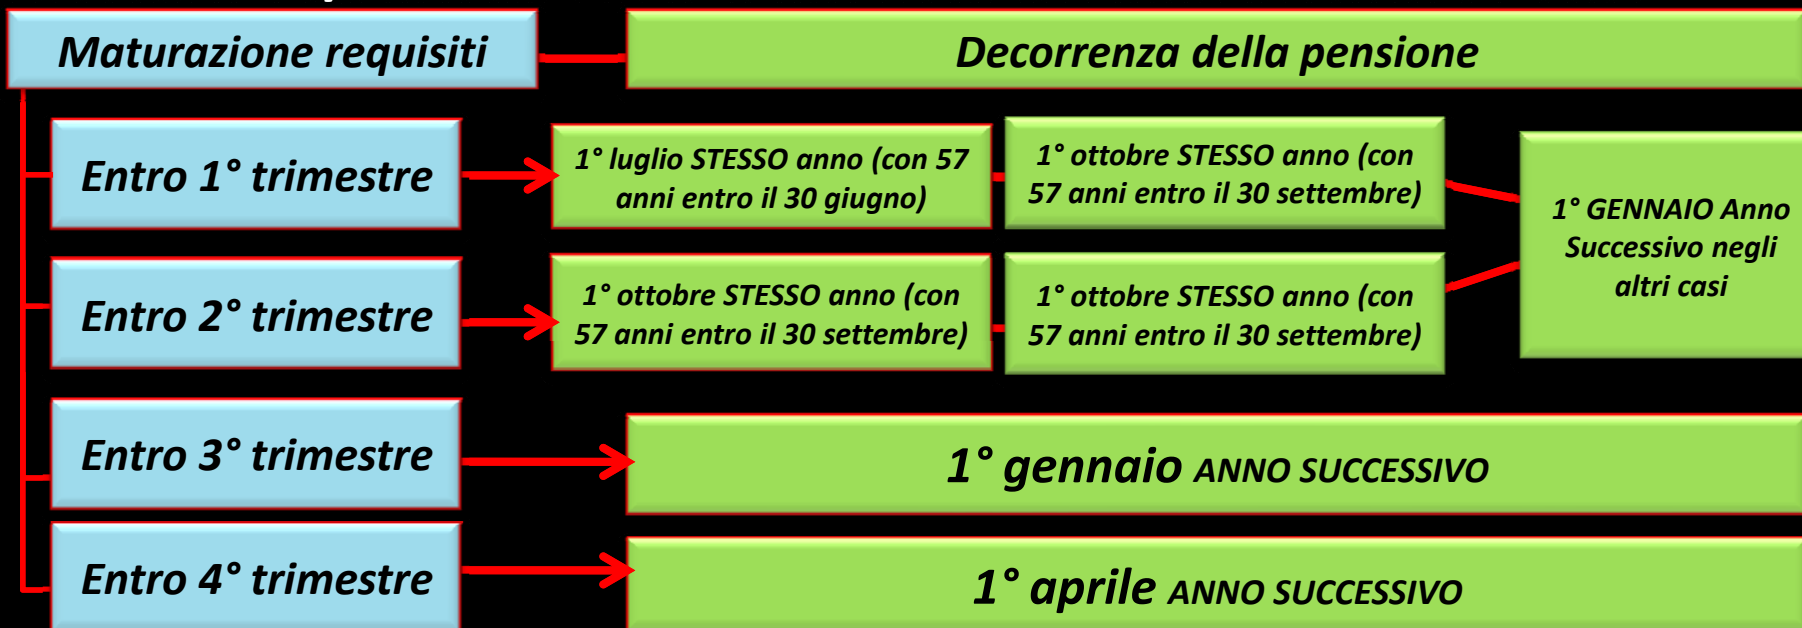 Maturazione requisiti
Decorrenza della pensione
Entro 1° trimestre
1° luglio STESSO anno (con 57
anni entro il 30 giugno)
1° ottobre STESSO anno (con
57 anni entro il 30 settembre)
1° GENNAIO Anno
Successivo negli
altri casi
Entro 2° trimestre
1° ottobre STESSO anno (con
57 anni entro il 30 settembre)
1° ottobre STESSO anno (con
57 anni entro il 30 settembre)
Entro 3° trimestre
1° gennaio ANNO SUCCESSIVO
Entro 4° trimestre
1° aprile ANNO SUCCESSIVO